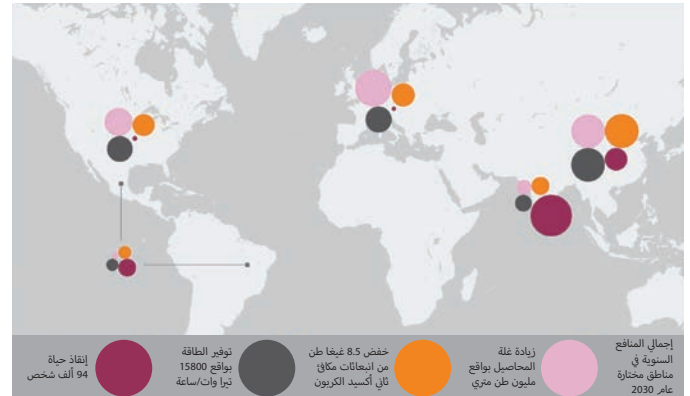 إجمالي المنافع
السنوية في
مناطق مختارة
عام 2030
زيادة غلة
المحاصيل بواقع
مليون طن متري
خفض 8.5 غيغا طن
من انبعاثات مكافئ
ثاني أكسيد الكربون
توفير الطاقة
بواقع 15800
تيرا وات/ساعة
إنقاذ حياة
94 ألف شخص